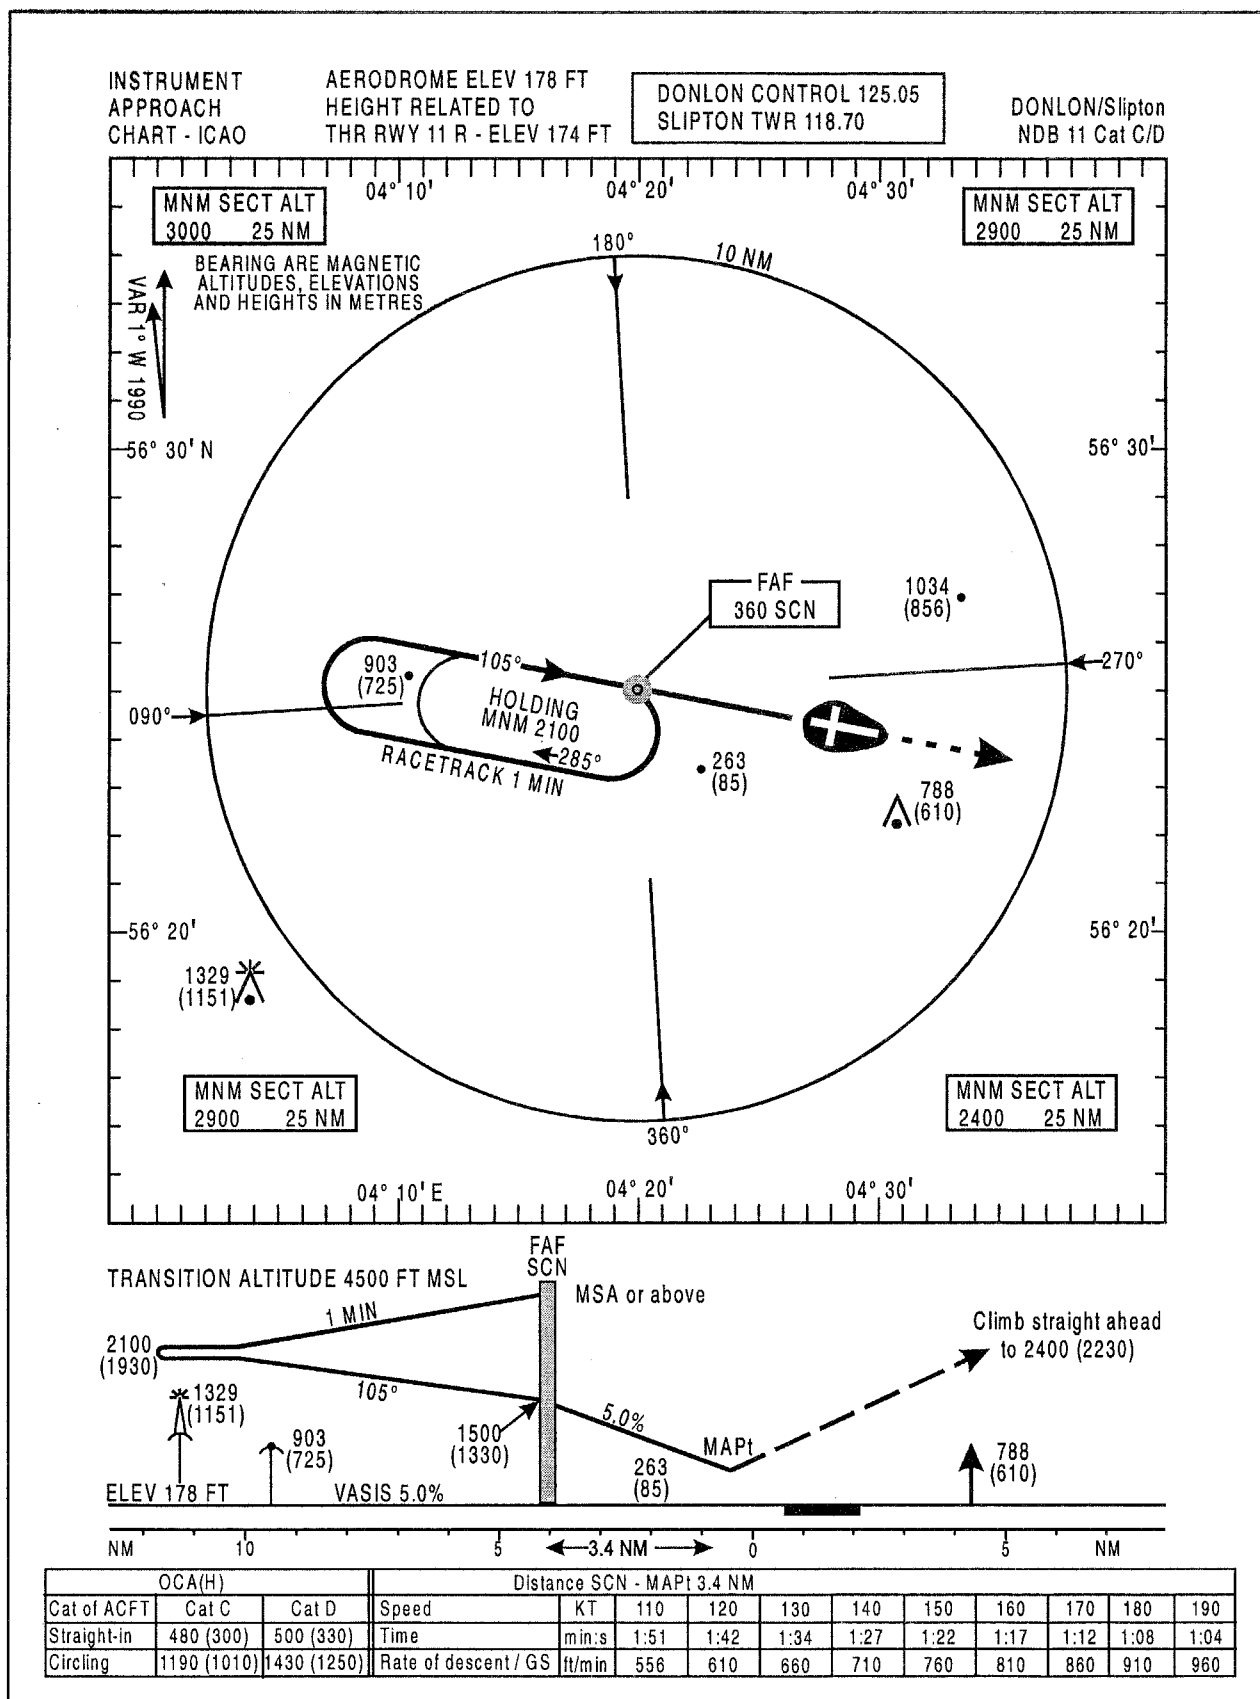 INSTRUMENT
APPROACH
CHART - ICAO
AERODROME ELEV 178 FT
HEIGHT RELATED TO
THR RWY 11 R - ELEV 174 FT
DONLON CONTROL 125.05
SLIPTON TWR 118.70
DONLON/Slipton
NDB 11 Cat C/D
04° 10'
04° 20'
04° 30'
MNM SECT ALT
3000 25 NM
MNM SECT ALT
2900 25 NM
BEARING ARE MAGNETIC
ALTITUDES, ELEVATIONS
AND HEIGHTS IN METRES
VAR 1° W 1990
180°
10 NM
56° 30' N
56° 30'
FAF
360 SCN
1034
(856)
903
(725)
105°
270°
HOLDING
MNM 2100
090°
285°
RACETRACK 1 MIN
263
(85)
788
(610)
56° 20'
56° 20'
1329
(1151)
MNM SECT ALT
2900 25 NM
MNM SECT ALT
2400 25 NM
360°
04° 10' E
04° 20'
04° 30'
FAF
SCN
TRANSITION ALTITUDE 4500 FT MSL
MSA or above
1 MIN
Climb straight ahead
to 2400 (2230)
2100
(1930)
105°
1329
(1151)
5.0%
903
(725)
1500
(1330)
MAPt
263
(85)
788
(610)
ELEV 178 FT
VASIS 5.0%
NM 10 5 3.4 NM 0 5 NM
OCA(H) Distance SCN - MAPt 3.4 NM
Cat of ACFT Cat C Cat D Speed KT 110 120 130 140 150 160 170 180 190
Straight-in 480 (300) 500 (330) Time min:s 1:51 1:42 1:34 1:27 1:22 1:17 1:12 1:08 1:04
Circling 1190 (1010) 1430 (1250) Rate of descent / GS ft/min 556 610 660 710 760 810 860 910 960